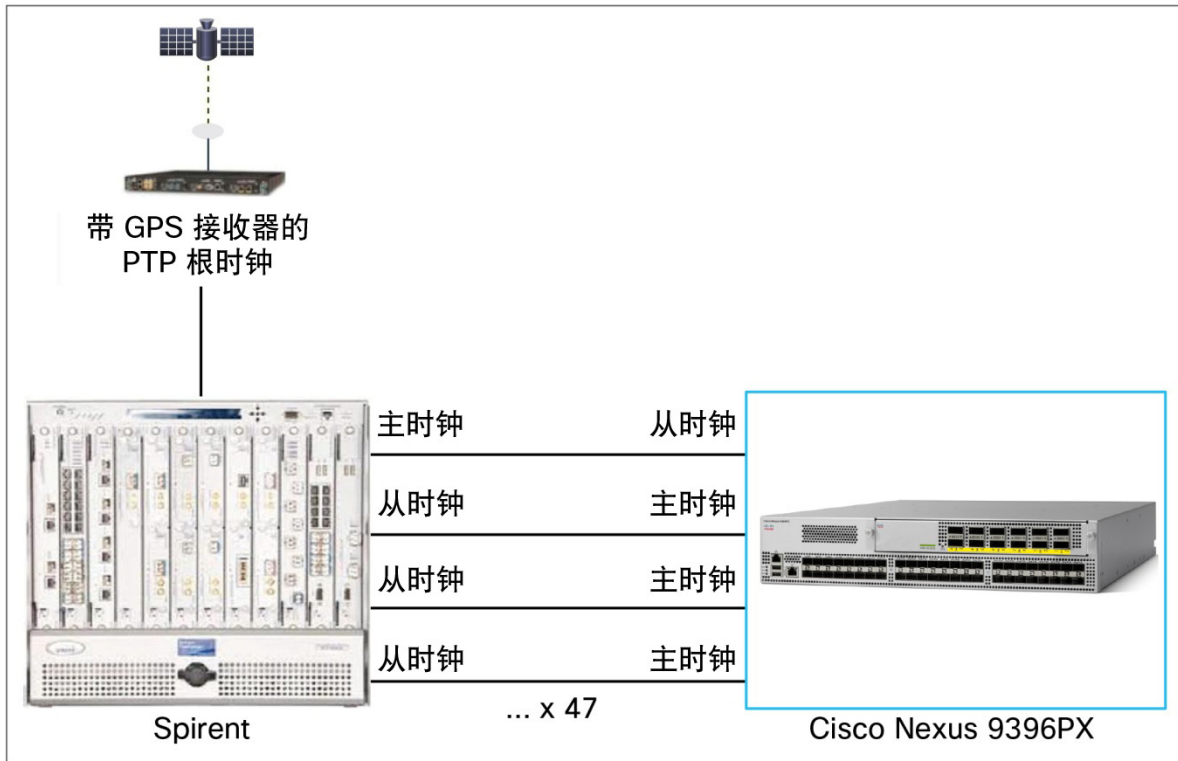 带 GPS 接收器的
PTP 根时钟
主时钟 从时钟
从时钟 主时钟
从时钟 主时钟
从时钟 主时钟
... x 47
Spirent
Cisco Nexus 9396PX